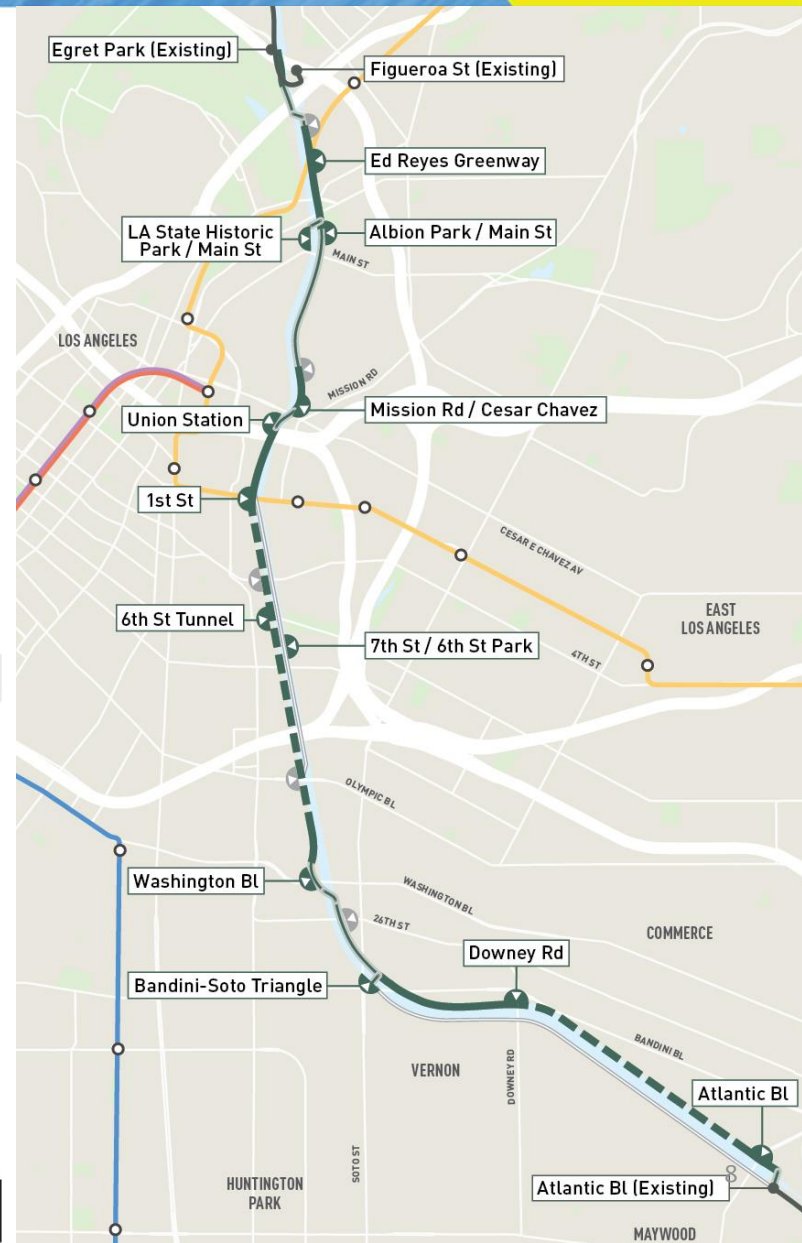 Egret Park (Existing)
Figueroa St (Existing)
Ed Reyes Greenway
LA State Historic
Park / Main St
Albion Park / Main St
MAIN ST
LOS ANGELES
MISSION RD
Mission Rd / Cesar Chavez
Union Station
1st St
CESAR E CHAVEZ AV
EAST
LOS ANGELES
6th St Tunnel
7th St / 6th St Park
4TH ST
OLYMPIC BL
Washington Bl
WASHINGTON BL
26TH ST
COMMERCE
Downey Rd
Bandini-Soto Triangle
BANDINI BL
VERNON
DOWNEY RD
Atlantic Bl
SOTO ST
8
HUNTINGTON
PARK
Atlantic Bl (Existing)
MAYWOOD